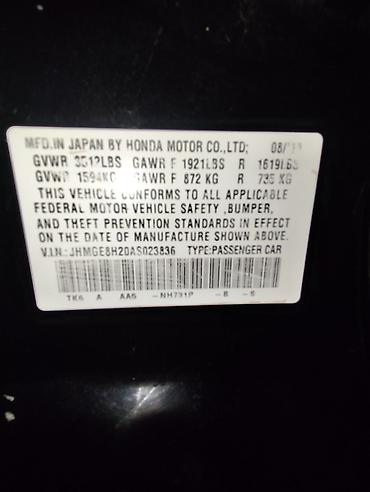 MFD.IN JAPAN BY HONDA MOTOR CO.,LTD; 08/
GVWR 3512LBS GAWR F 1921LBS R 1619LBS
GVWR 1594KG GAWR F 872 KG R 735 KG
THIS VEHICLE CONFORMS TO ALL APPLICABLE
FEDERAL MOTOR VEHICLE SAFETY ,BUMPER,
AND THEFT PREVENTION STANDARDS IN EFFECT
ON THE DATE OF MANUFACTURE SHOWN ABOVE.
V.I.N.:JHMGE8H20AS023836 TYPE:PASSENGER CAR
TK6 A AA5 -NH731P -B -S